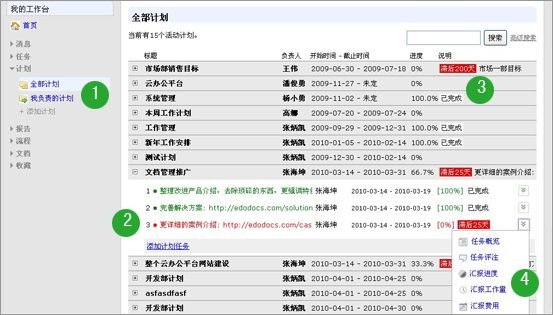 我的工作台
首页
消息
任务
计划
全部计划
我负责的计划
+ 添加计划
报告
流程
文档
收藏
1
全部计划
当前有15个活动计划。
搜索
高级搜索
标题 负责人 开始时间 - 截止时间 进度 说明
市场部销售目标 王伟 2009-06-30 - 2009-07-18 0% 滞后200天 市场一部目标
云办公平台 潘俊勇 2009-11-27 - 未定 0%
系统管理 杨小勇 2009-11-02 - 未定 100.0% 已完成
3
本周工作计划 高娜 2009-07-20 - 2009-07-24 0%
工作管理 张炳凯 2009-09-29 - 2009-12-31 100.0% 已完成
新年工作安排 张炳凯 2010-01-05 - 2010-02-14 100.0% 已完成
测试计划 张炳凯 2009-12-30 - 2010-02-14 0%
文档管理推广 张海坤 2010-03-14 - 2010-03-31 66.7% 滞后25天 更详细的案例介绍:
1 整理改进产品介绍，去除琐碎的东西，更强调特 张海坤 2010-03-14 - 2010-03-19 [100%] 已完成
2 完善解决方案: http://edodocs.com/solution 张海坤 2010-03-14 - 2010-03-19 [100%] 已完成
2
3 更详细的案例介绍: http://edodocs.com/cas 张海坤 2010-03-14 - 2010-03-19 [0%] 滞后25天
添加计划任务
整个云办公平台网站建设 张海坤 2010-03-04 - 2010-03-31 33.3% 滞后
开发部计划 张炳凯 2010-04-01 - 2010-04-25 0%
asfasdfasf 张炳凯 2010-04-01 - 2010-04-25 0%
开发部计划 张炳凯 2010-04-01 - 2010-04-30 0%
任务概览
任务评注
汇报进度
汇报工作量
汇报费用
4